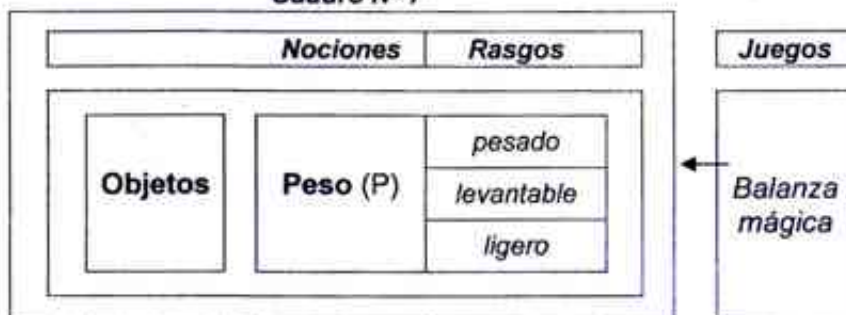 Nociones Rasgos Juegos
Objetos Peso (P) pesado
levantable
ligero
Balanza
mágica